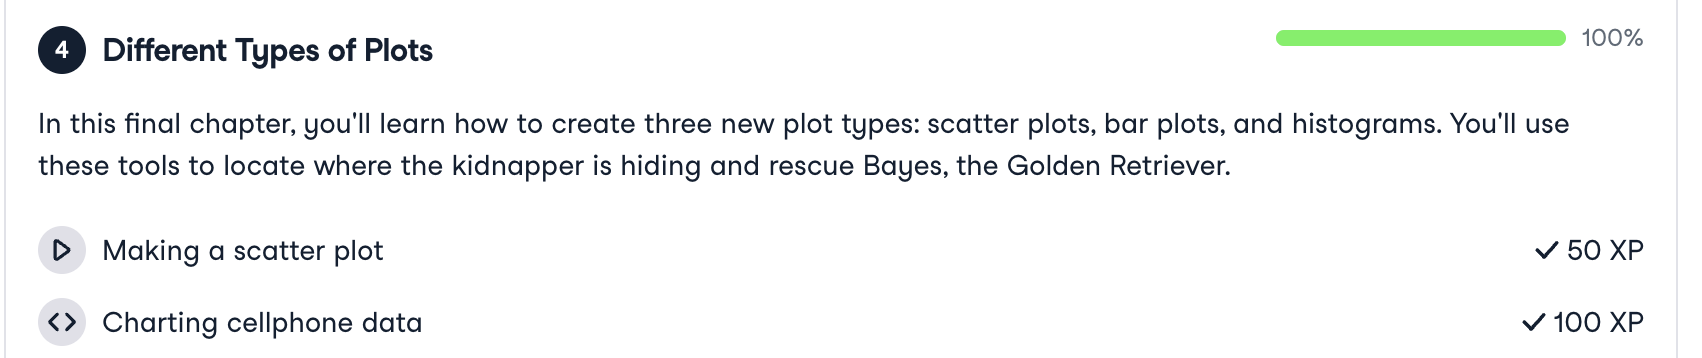 4 Different Types of Plots 100%
In this final chapter, you'll learn how to create three new plot types: scatter plots, bar plots, and histograms. You'll use
these tools to locate where the kidnapper is hiding and rescue Bayes, the Golden Retriever.
Making a scatter plot ✓ 50 XP
<> Charting cellphone data ✓ 100 XP